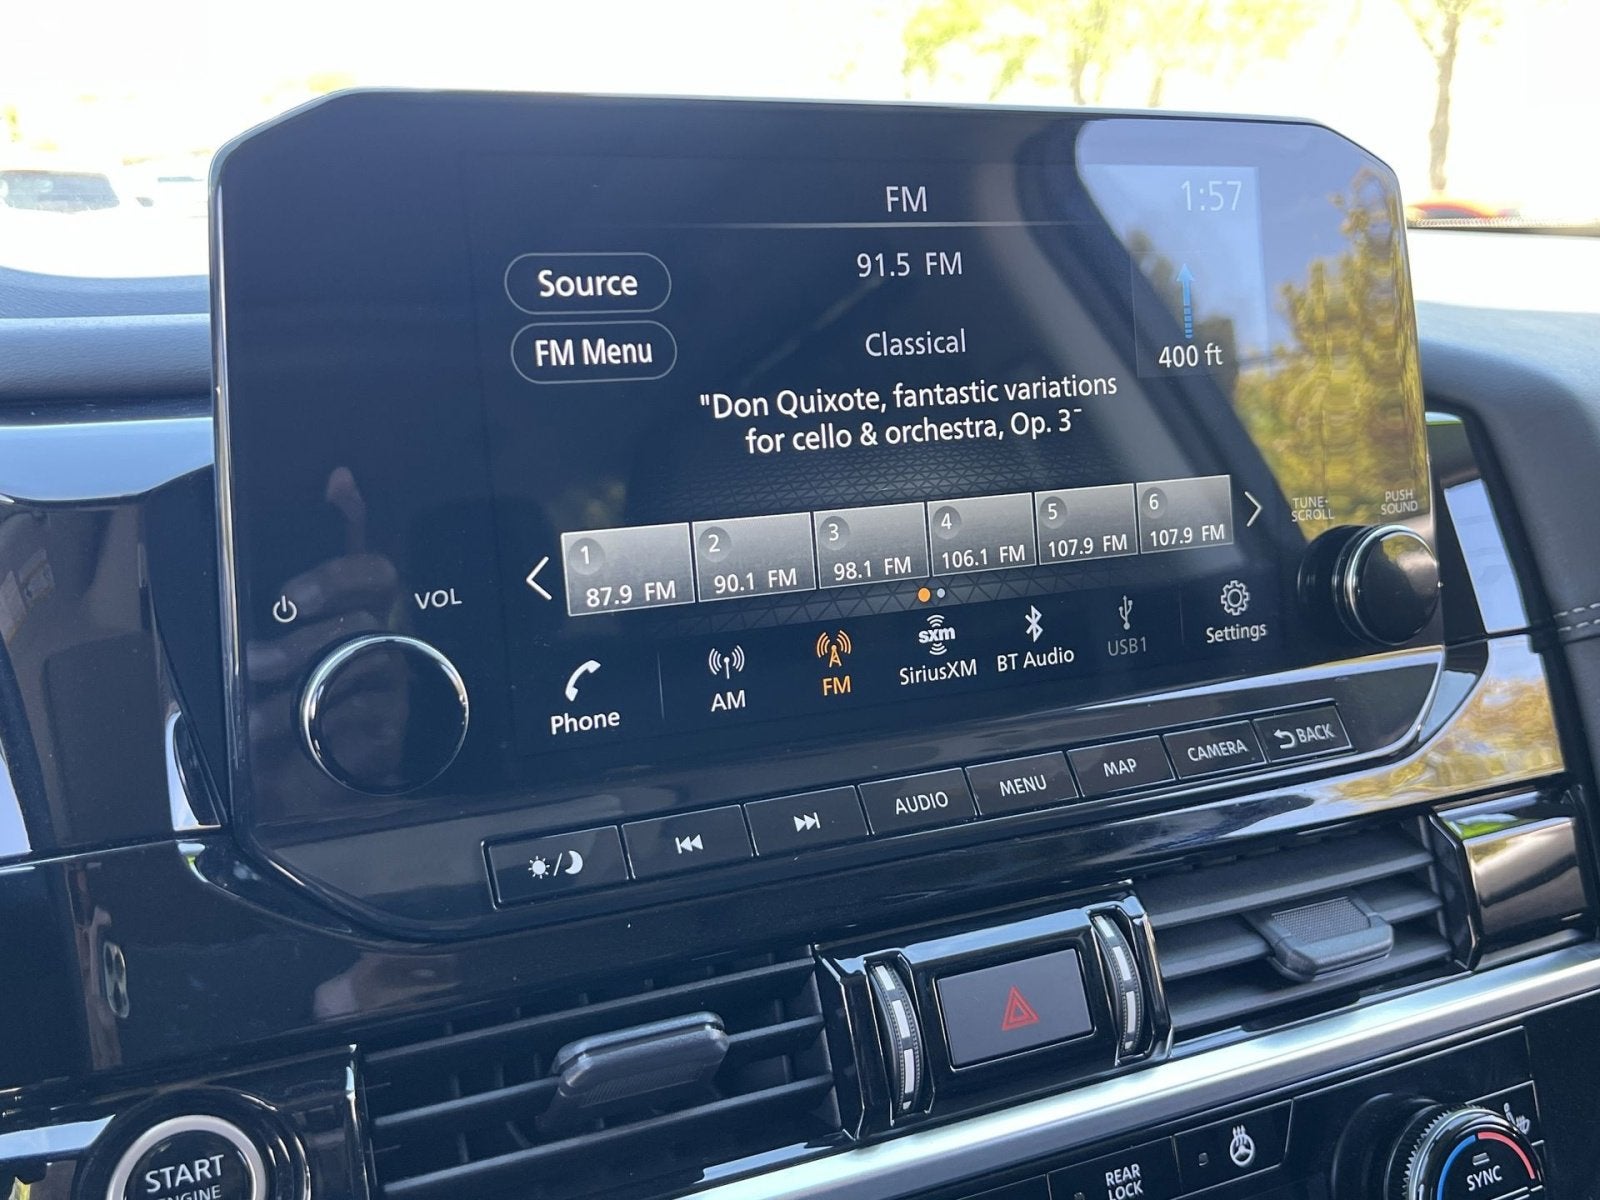 FM
1:57
91.5 FM
Source
Classical
FM Menu
400 ft
"Don Quixote, fantastic variations
for cello & orchestra, Op. 3
1 2 3 4 5 6
87.9 FM 90.1 FM 98.1 FM 106.1 FM 107.9 FM 107.9 FM
TUNE·
SCROLL
PUSH
SOUND
VOL
sxm
Phone AM FM SiriusXM BT Audio USB1 Settings
AUDIO MENU MAP CAMERA BACK
START
ENGINE
REAR
LOCK
SYNC